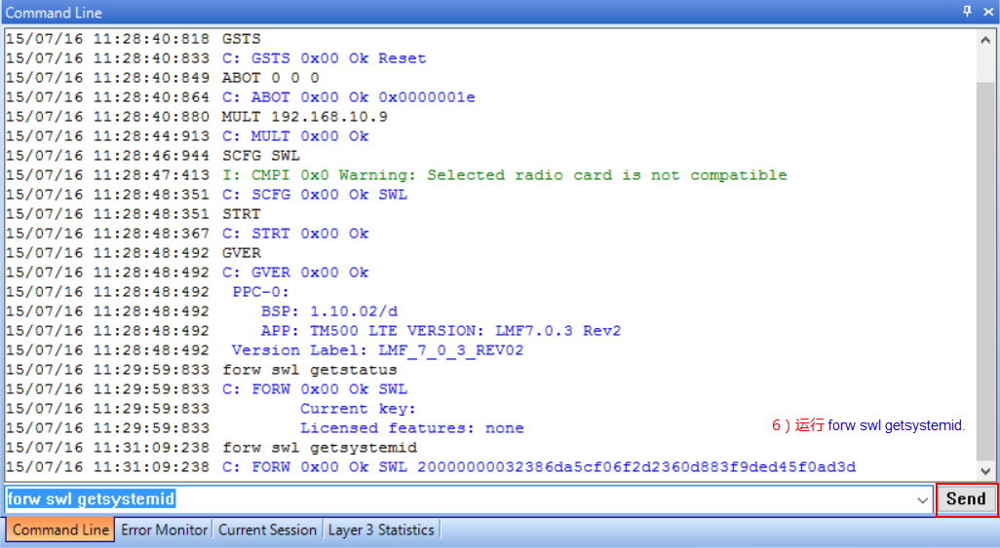 Command Line
15/07/16 11:28:40:818 GSTS
15/07/16 11:28:40:833 C: GSTS 0x00 Ok Reset
15/07/16 11:28:40:849 ABOT 0 0 0
15/07/16 11:28:40:864 C: ABOT 0x00 Ok 0x0000001e
15/07/16 11:28:40:880 MULT 192.168.10.9
15/07/16 11:28:44:913 C: MULT 0x00 Ok
15/07/16 11:28:46:944 SCFG SWL
15/07/16 11:28:47:413 I: CMPI 0x0 Warning: Selected radio card is not compatible
15/07/16 11:28:48:351 C: SCFG 0x00 Ok SWL
15/07/16 11:28:48:351 STRT
15/07/16 11:28:48:367 C: STRT 0x00 Ok
15/07/16 11:28:48:492 GVER
15/07/16 11:28:48:492 C: GVER 0x00 Ok
15/07/16 11:28:48:492 PPC-0:
15/07/16 11:28:48:492 BSP: 1.10.02/d
15/07/16 11:28:48:492 APP: TM500 LTE VERSION: LMF7.0.3 Rev2
15/07/16 11:28:48:492 Version Label: LMF_7_0_3_REV02
15/07/16 11:29:59:833 forw swl getstatus
15/07/16 11:29:59:833 C: FORW 0x00 Ok SWL
15/07/16 11:29:59:833 Current key:
15/07/16 11:29:59:833 Licensed features: none
6）运行 forw swl getsystemid.
15/07/16 11:31:09:238 forw swl getsystemid
15/07/16 11:31:09:238 C: FORW 0x00 Ok SWL 20000000032386da5cf06f2d2360d883f9ded45f0ad3d
forw swl getsystemid
Send
Command Line
Error Monitor
Current Session
Layer 3 Statistics